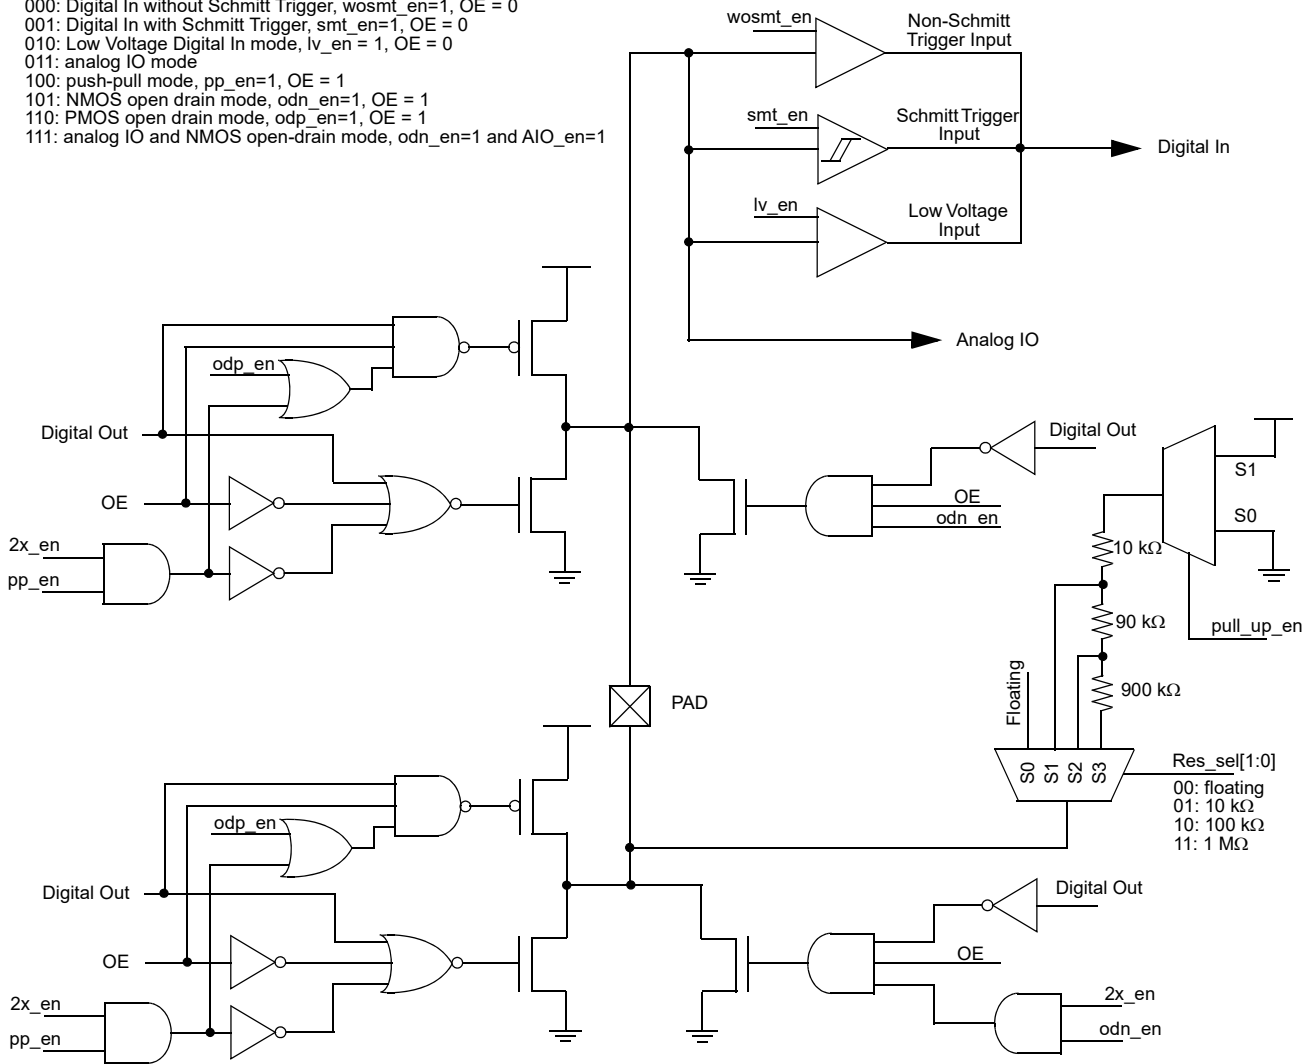 000: Digital In without Schmitt Trigger, wosmt_en=1, OE = 0
001: Digital In with Schmitt Trigger, smt_en=1, OE = 0
010: Low Voltage Digital In mode, lv_en = 1, OE = 0
011: analog IO mode
100: push-pull mode, pp_en=1, OE = 1
101: NMOS open drain mode, odn_en=1, OE = 1
110: PMOS open drain mode, odp_en=1, OE = 1
111: analog IO and NMOS open-drain mode, odn_en=1 and AIO_en=1
wosmt_en
Non-Schmitt
Trigger Input
smt_en
Schmitt Trigger
Input
Digital In
lv_en
Low Voltage
Input
Analog IO
odp_en
Digital Out
OE
2x_en
pp_en
Digital Out
OE
odn_en
S1
S0
10 kΩ
90 kΩ
pull_up_en
900 kΩ
Floating
PAD
S0
S1
S2
S3
Res_sel[1:0]
00: floating
01: 10 kΩ
10: 100 kΩ
11: 1 MΩ
odp_en
Digital Out
OE
2x_en
pp_en
Digital Out
OE
2x_en
odn_en